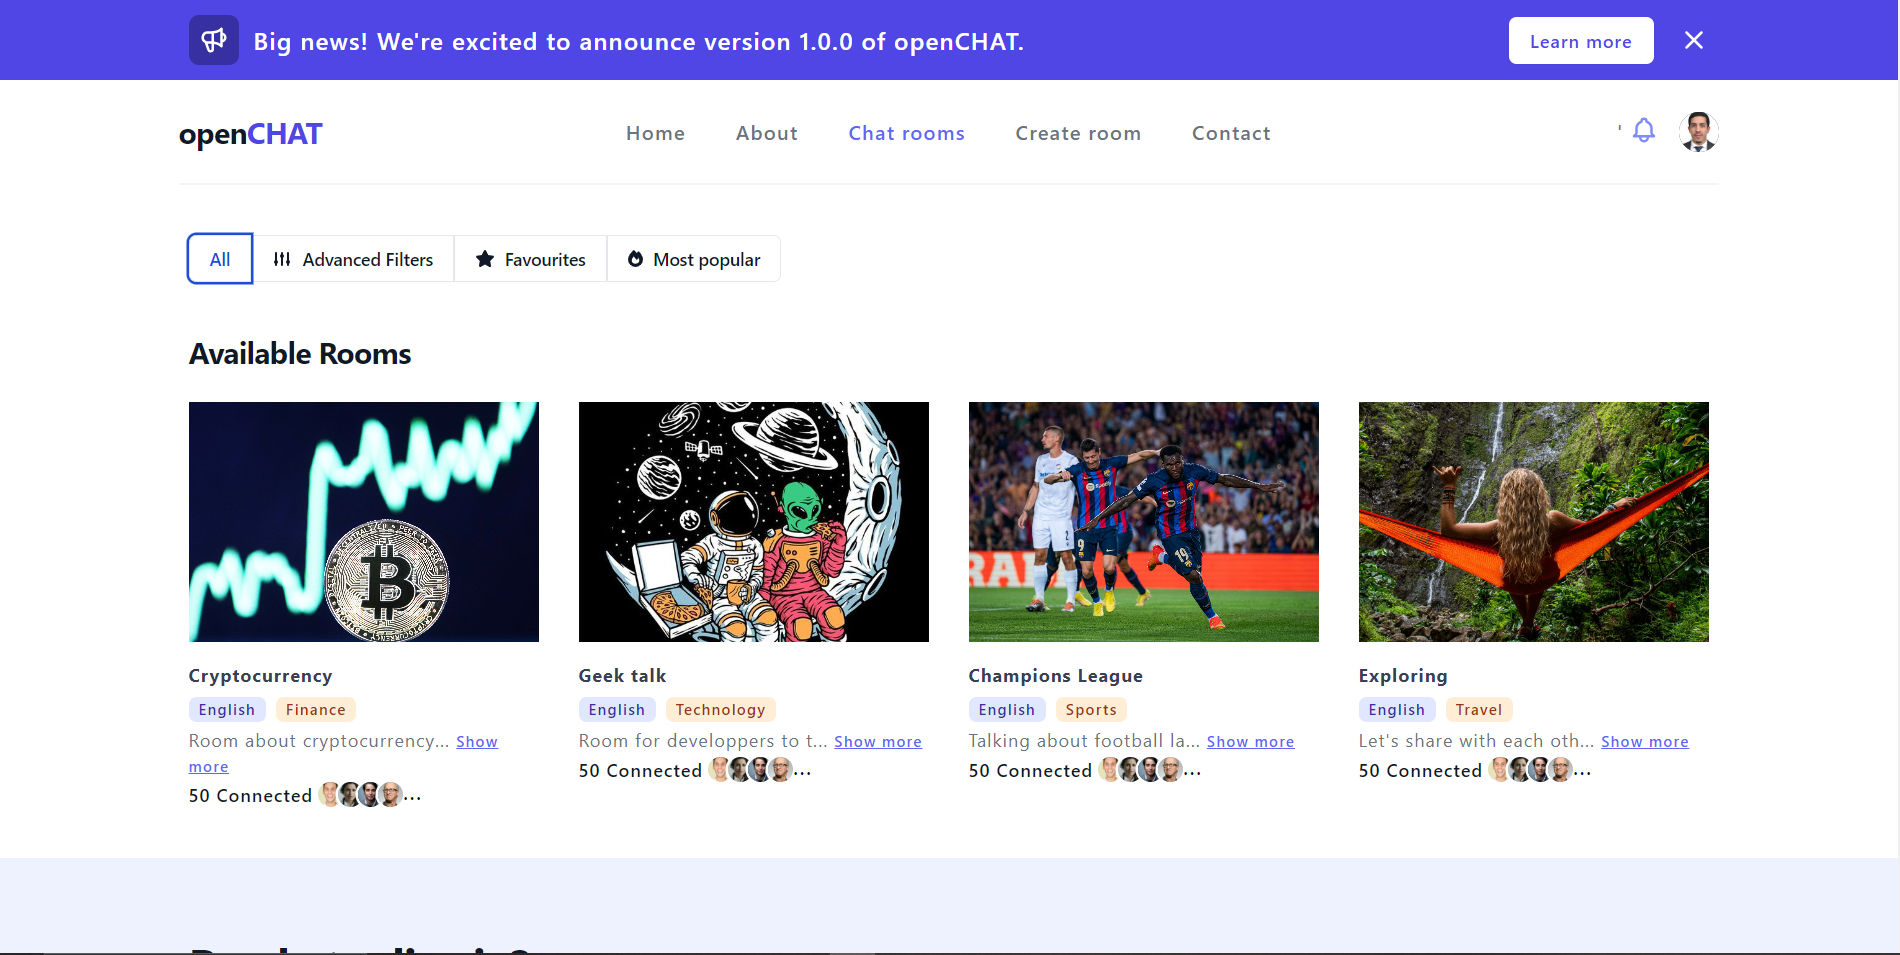 Big news! We're excited to announce version 1.0.0 of openCHAT.
Learn more
openCHAT
Home
About
Chat rooms
Create room
Contact
All
Advanced Filters
Favourites
Most popular
Available Rooms
Cryptocurrency
English Finance
Room about cryptocurrency... Show
more
50 Connected ...
Geek talk
English Technology
Room for developpers to t... Show more
50 Connected ...
9
19
2
Champions League
English Sports
Talking about football la... Show more
50 Connected ...
Exploring
English Travel
Let's share with each oth... Show more
50 Connected ...